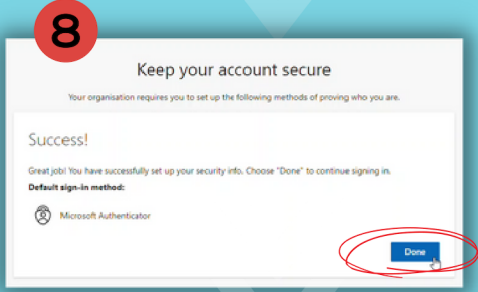 8
Keep your account secure
Your organisation requires you to set up the following methods of proving who you are.
Success!
Great job! You have successfully set up your security info. Choose "Done" to continue signing in.
Default sign-in method:
Microsoft Authenticator
Done